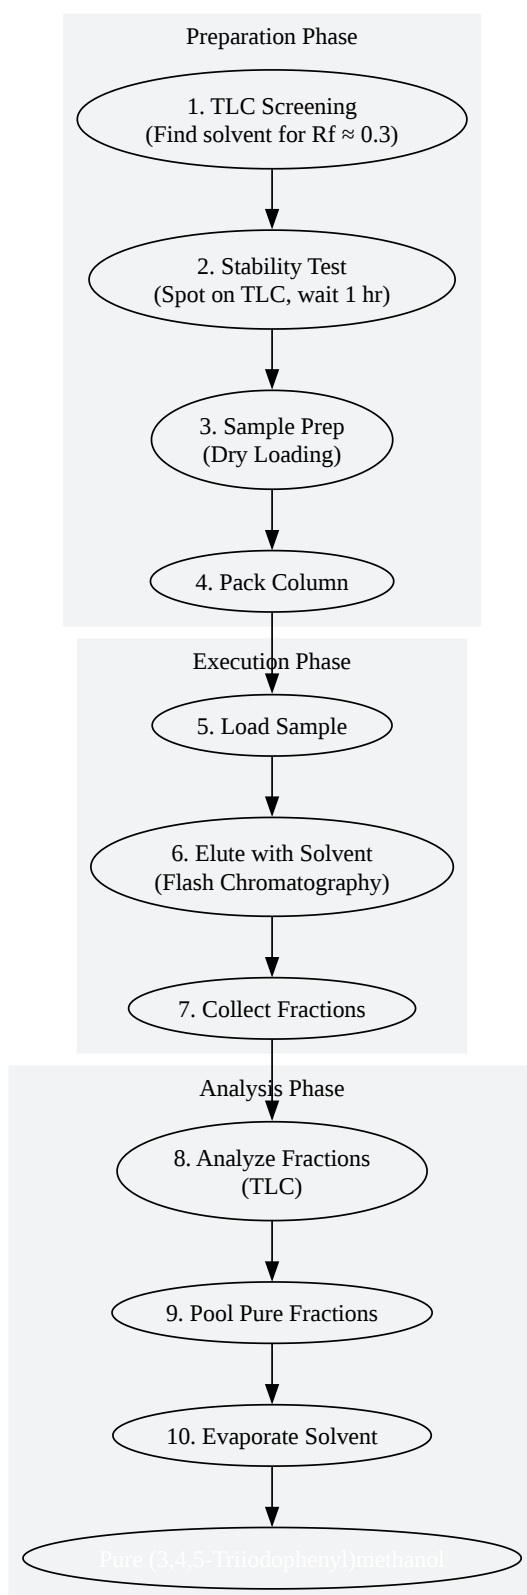 Preparation Phase
1. TLC Screening
(Find solvent for Rf ≈ 0.3)
2. Stability Test
(Spot on TLC, wait 1 hr)
3. Sample Prep
(Dry Loading)
4. Pack Column
Execution Phase
5. Load Sample
6. Elute with Solvent
(Flash Chromatography)
7. Collect Fractions
Analysis Phase
8. Analyze Fractions
(TLC)
9. Pool Pure Fractions
10. Evaporate Solvent
Pure (3,4,5-Triiodophenyl)methanol